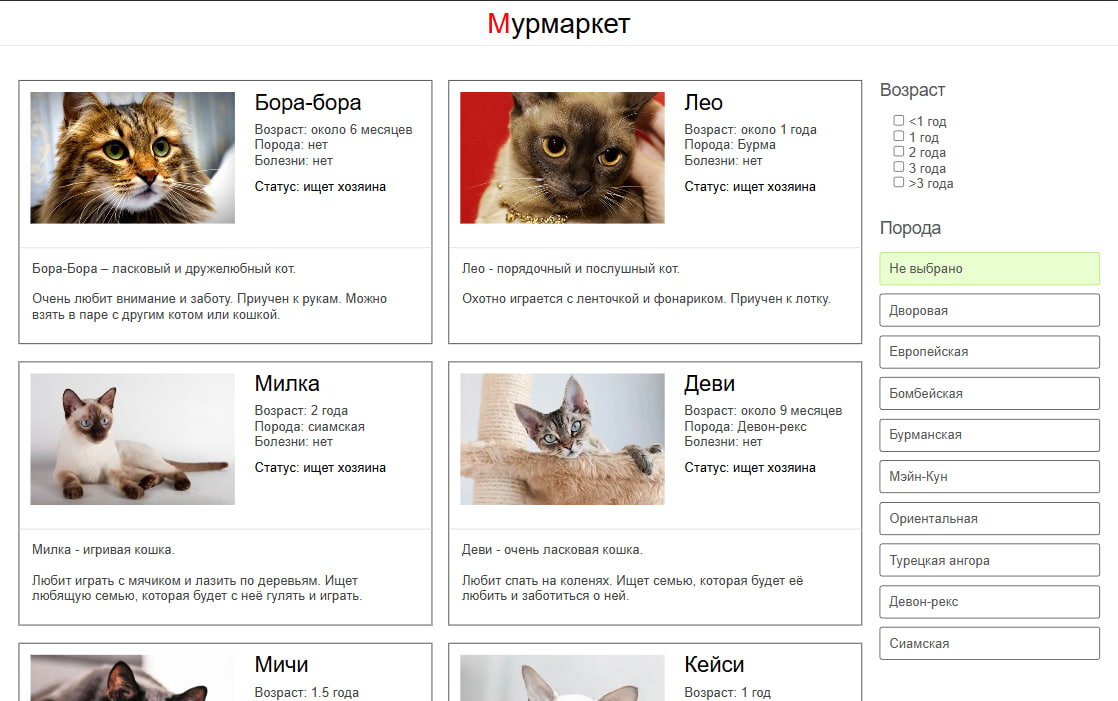 Мурмаркет
Бора-бора
Возраст: около 6 месяцев
Порода: нет
Болезни: нет
Статус: ищет хозяина
Бора-Бора – ласковый и дружелюбный кот.
Очень любит внимание и заботу. Приучен к рукам. Можно
взять в паре с другим котом или кошкой.
Лео
Возраст: около 1 года
Порода: Бурма
Болезни: нет
Статус: ищет хозяина
Лео - порядочный и послушный кот.
Охотно играется с ленточкой и фонариком. Приучен к лотку.
Милка
Возраст: 2 года
Порода: сиамская
Болезни: нет
Статус: ищет хозяина
Милка - игривая кошка.
Любит играть с мячиком и лазить по деревьям. Ищет
любящую семью, которая будет с неё гулять и играть.
Деви
Возраст: около 9 месяцев
Порода: Девон-рекс
Болезни: нет
Статус: ищет хозяина
Деви - очень ласковая кошка.
Любит спать на коленях. Ищет семью, которая будет её
любить и заботиться о ней.
Мичи
Возраст: 1.5 года
Кейси
Возраст: 1 год
Возраст
<1 год
1 год
2 года
3 года
>3 года
Порода
Не выбрано
Дворовая
Европейская
Бомбейская
Бурманская
Мэйн-Кун
Ориентальная
Турецкая ангора
Девон-рекс
Сиамская